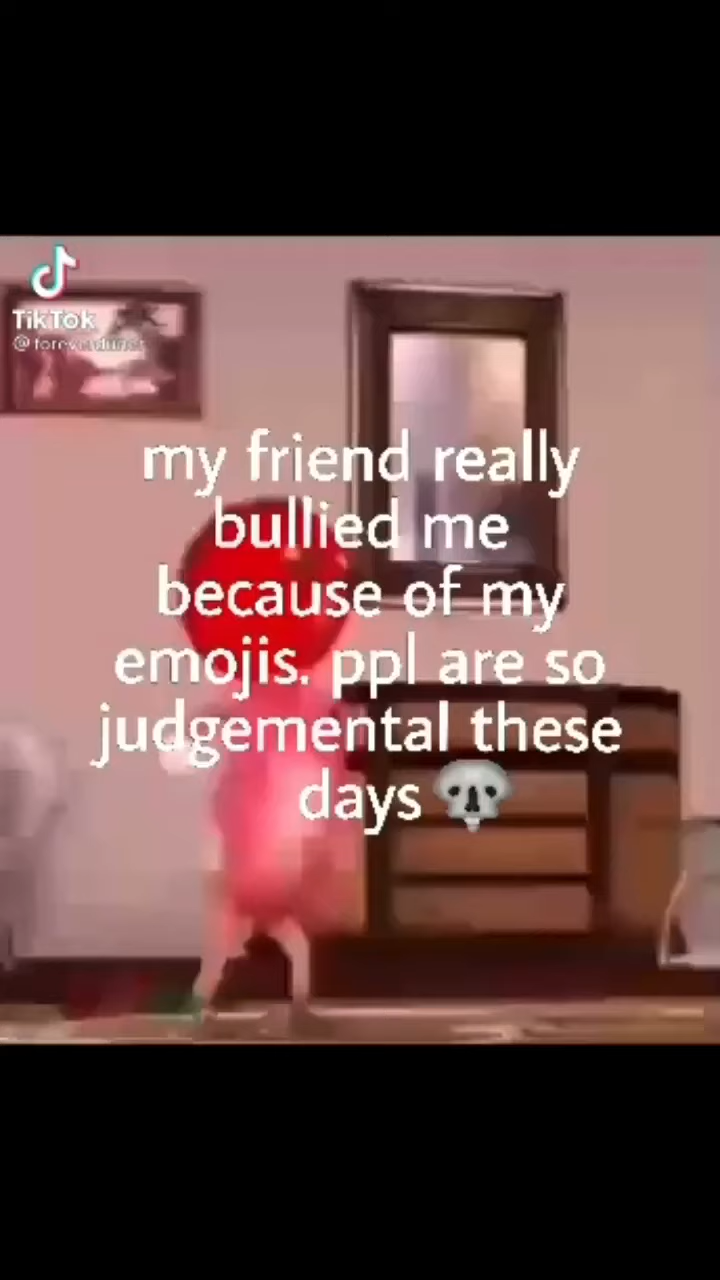 TikTok
my friend really
bullied me
because of my
emojis. ppl are so
judgemental these
days 💀